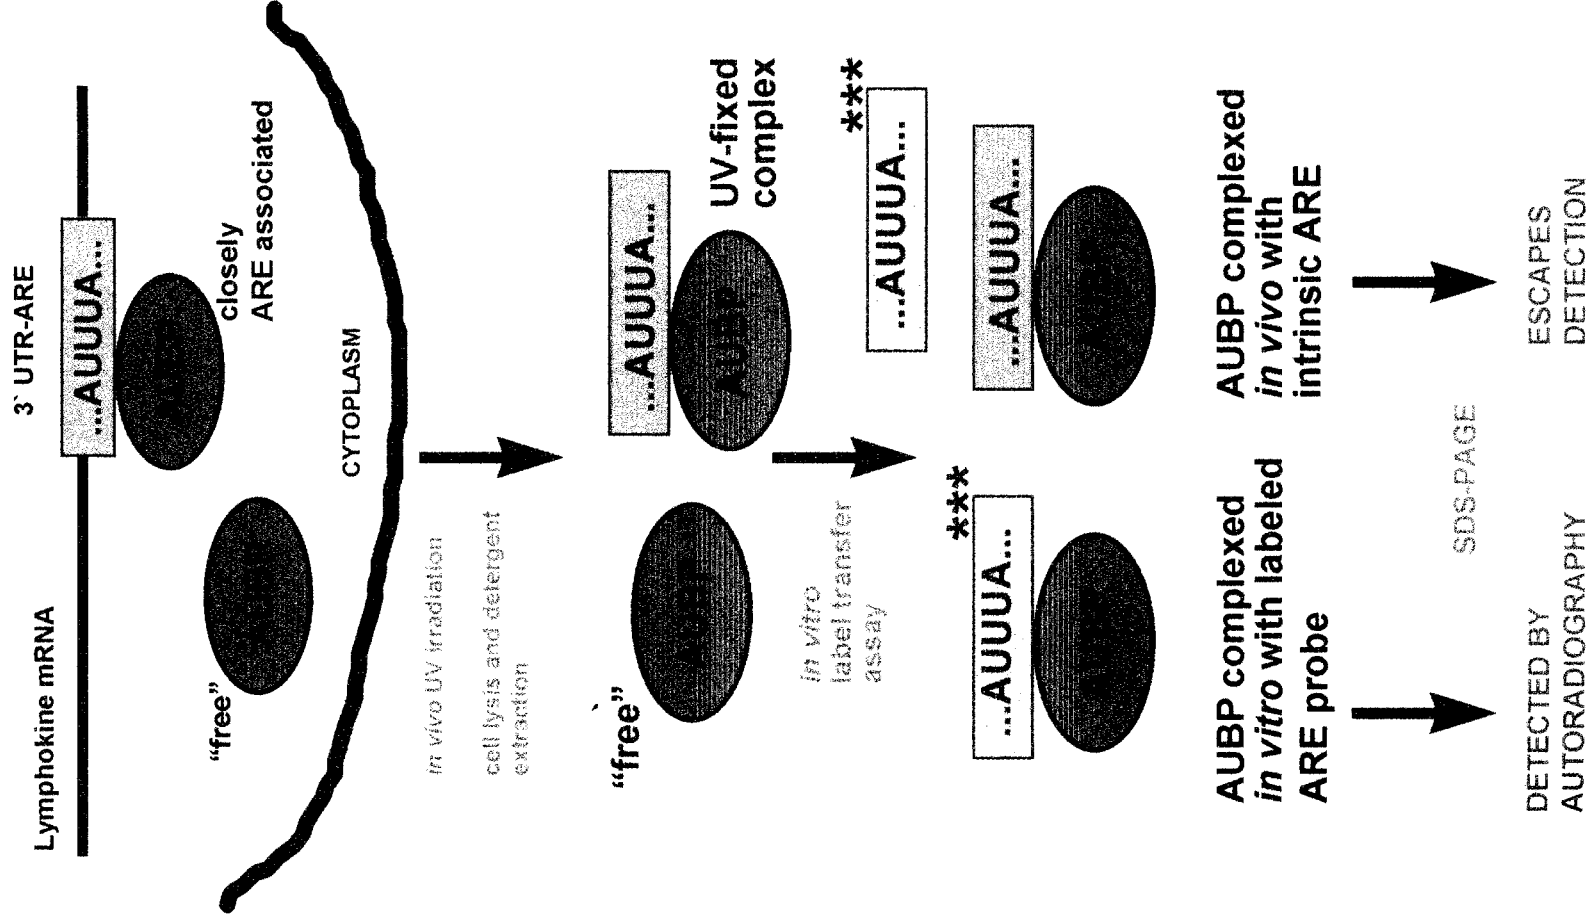 3` UTR-ARE
Lymphokine mRNA
...AUUUA...
"free"
closely
ARE associated
CYTOPLASM
in vivo UV irradiation
cell lysis and detergent
extraction
"free"
...AUUUA...
AUBP
UV-fixed
complex
in vitro
label transfer
assay
***
...AUUUA...
***
...AUUUA...
...AUUUA...
AUBP complexed
in vitro with labeled
ARE probe
AUBP complexed
in vivo with
intrinsic ARE
SDS-PAGE
DETECTED BY
AUTORADIOGRAPHY
ESCAPES
DETECTION